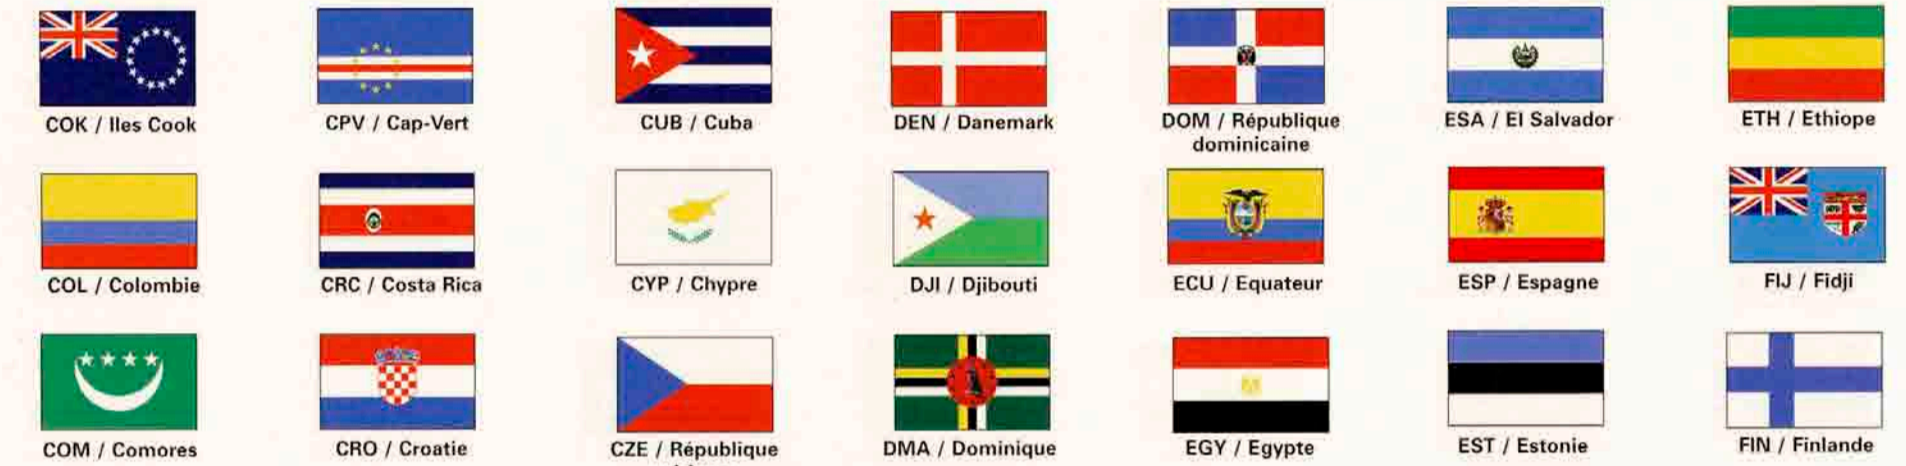 COK / Iles Cook
CPV / Cap-Vert
CUB / Cuba
DEN / Danemark
DOM / République
dominicaine
ESA / El Salvador
ETH / Ethiope
COL / Colombie
CRC / Costa Rica
CYP / Chypre
DJI / Djibouti
ECU / Equateur
ESP / Espagne
FIJ / Fidji
COM / Comores
CRO / Croatie
CZE / République
DMA / Dominique
EGY / Egypte
EST / Estonie
FIN / Finlande